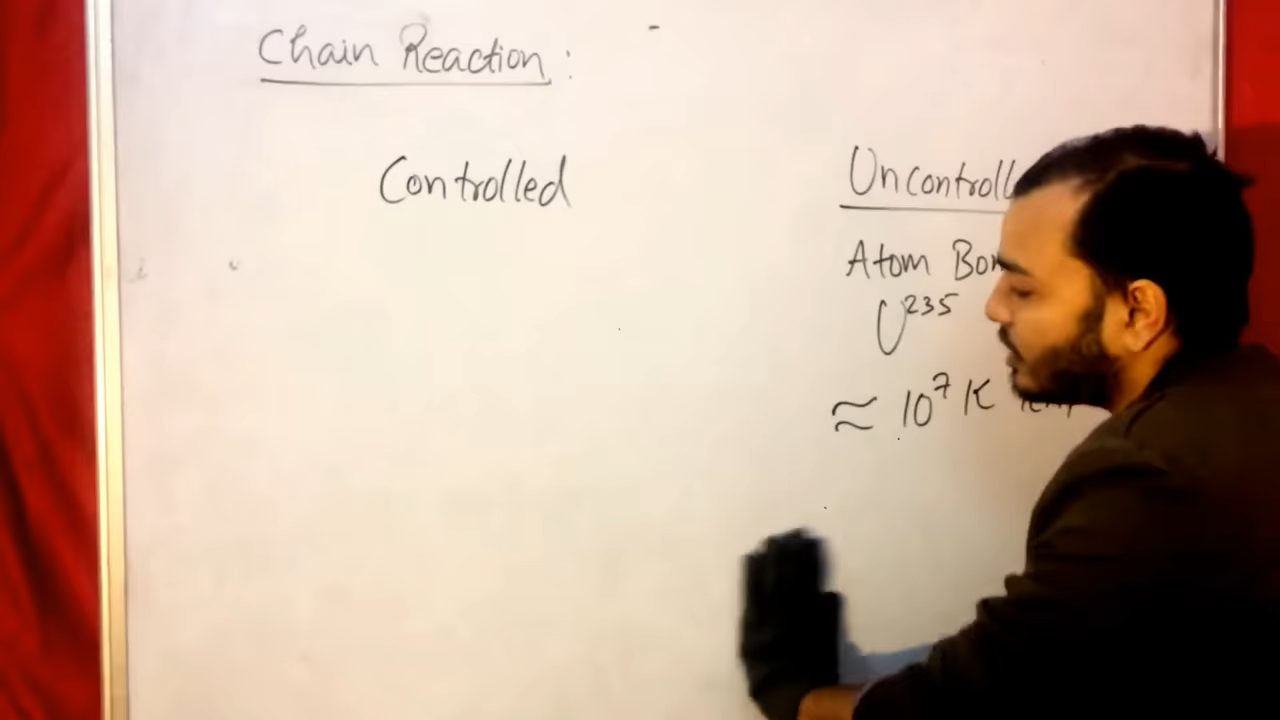 Chain Reaction:
Controlled
Uncontroll
Atom Bo
U²³⁵
≈ 10⁷ K